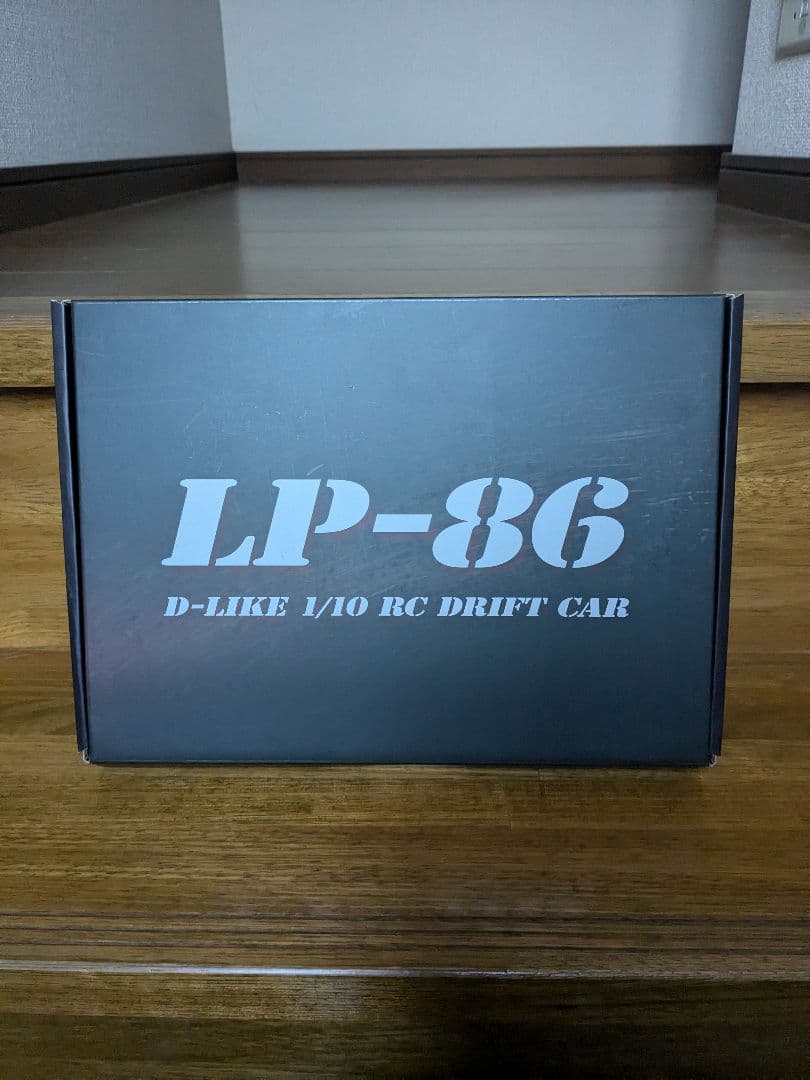 LP-86
D-LIKE 1/10 RC DRIFT CAR